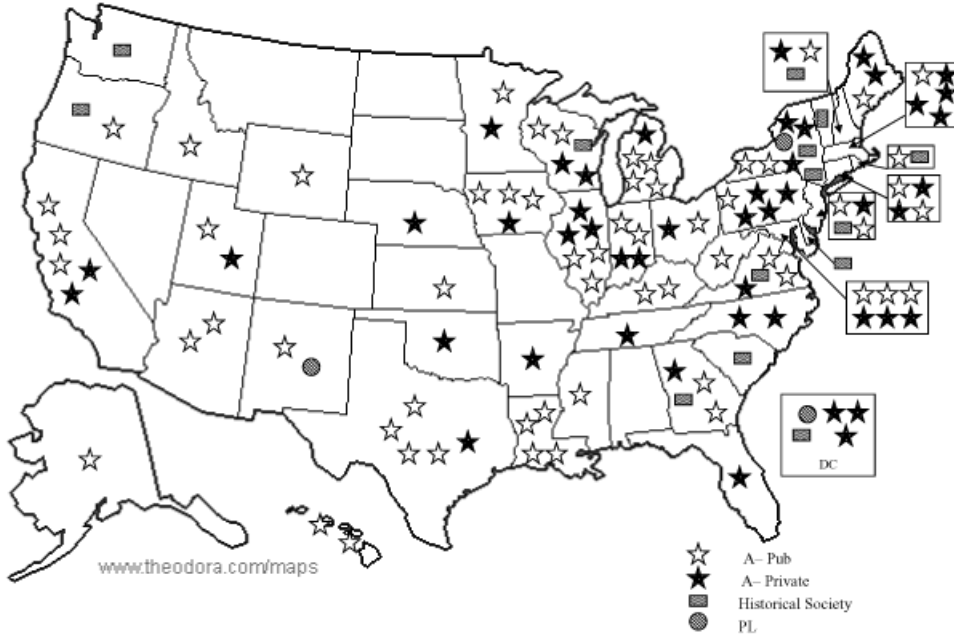 DC
www.theodora.com/maps
A– Pub
A– Private
Historical Society
PL